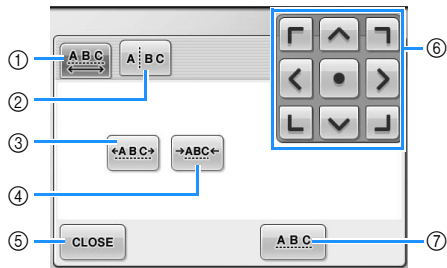 ① A B C A B C ⑥
②
③ A B C ABC
④
⑤ CLOSE A B C ⑦